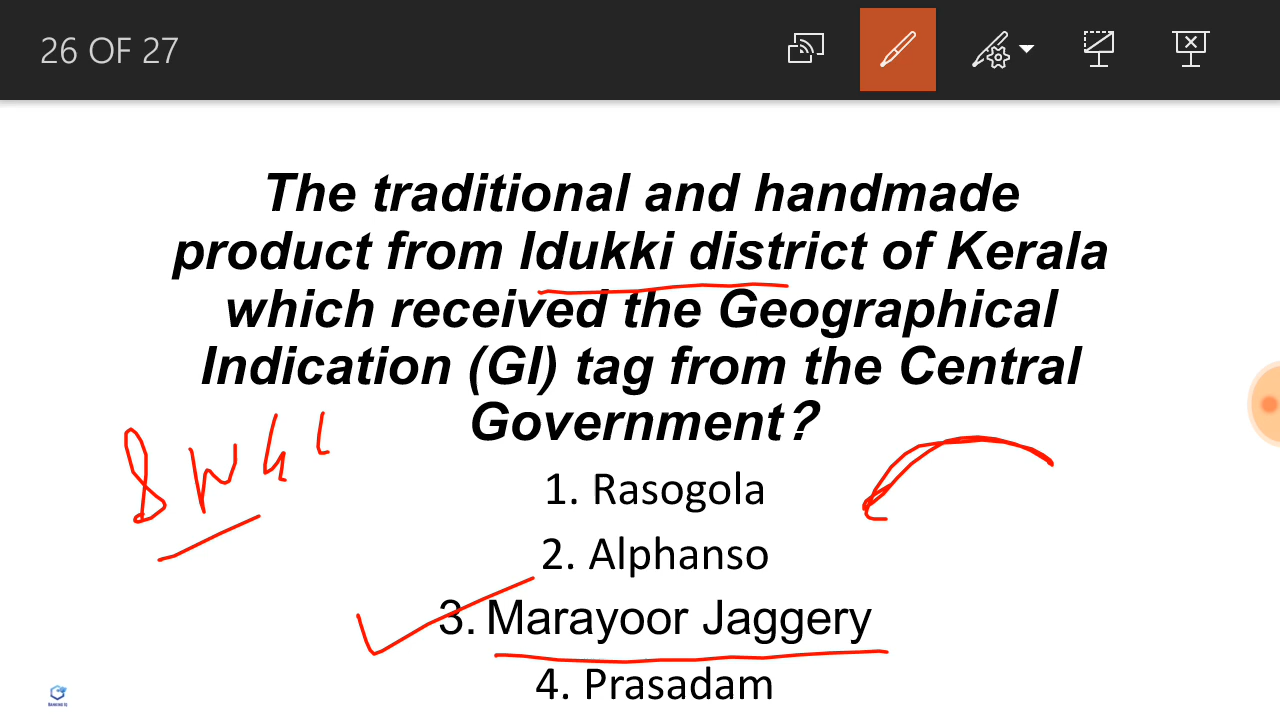 26 OF 27
The traditional and handmade
product from Idukki district of Kerala
which received the Geographical
Indication (GI) tag from the Central
Government?
1. Rasogola
2. Alphanso
3. Marayoor Jaggery
4. Prasadam